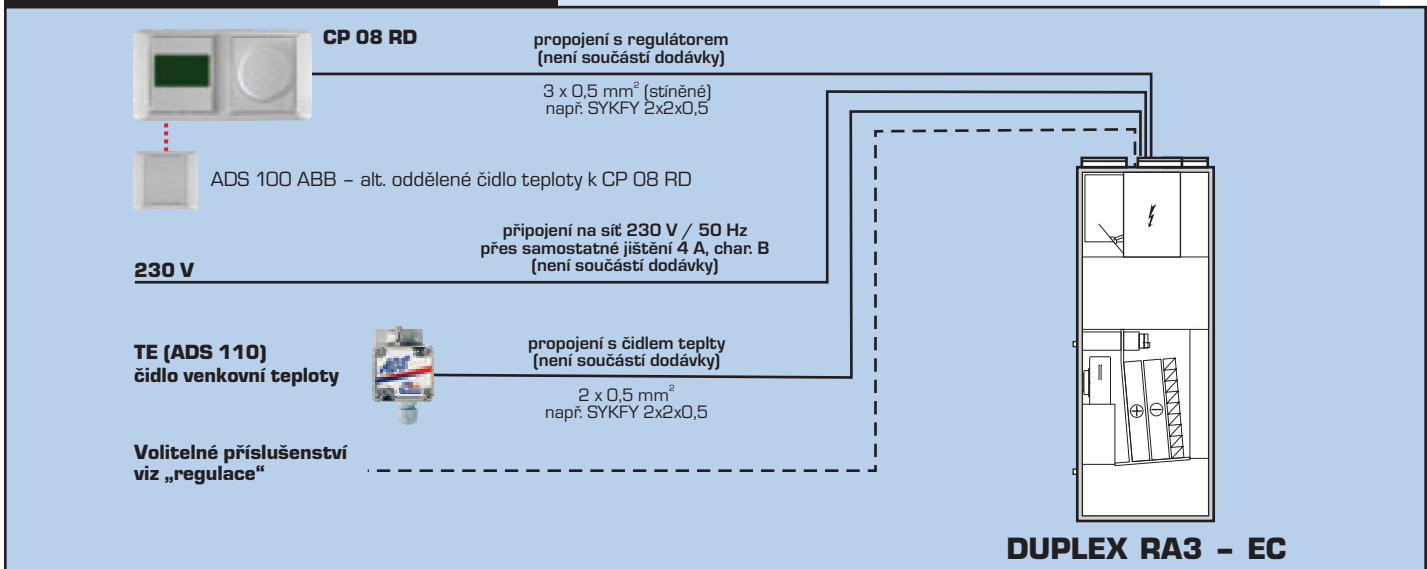 CP 08 RD
propojení s regulátorem
(není součástí dodávky)
3 x 0,5 mm² (stíněné)
např. SYKFY 2x2x0,5
ADS 100 ABB – alt. oddělené čidlo teploty k CP 08 RD
připojení na síť 230 V / 50 Hz
přes samostatné jištění 4 A, char. B
(není součástí dodávky)
230 V
TE (ADS 110)
čidlo venkovní teploty
propojení s čidlem teplty
(není součástí dodávky)
2 x 0,5 mm²
např. SYKFY 2x2x0,5
Volitelné příslušenství
viz „regulace“
DUPLEX RA3 – EC